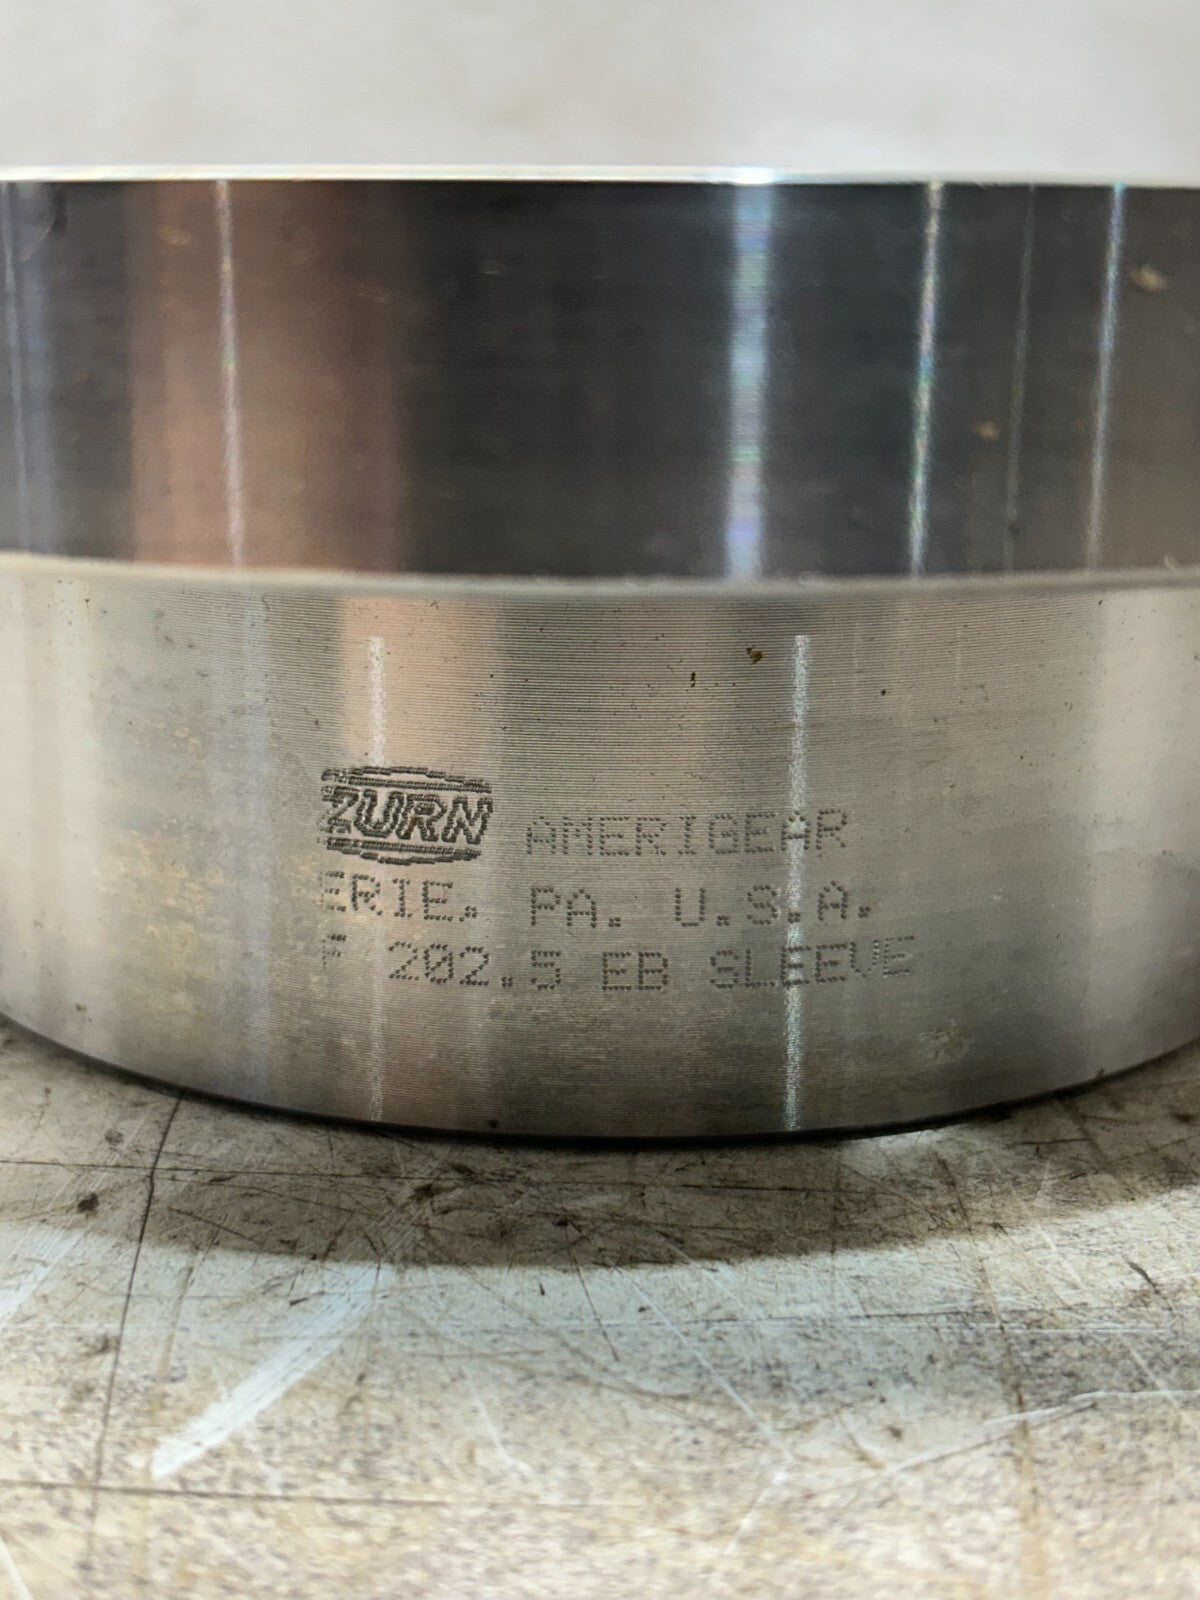 ZURN AMERIGEAR
ERIE, PA. U.S.A.
F 202.5 EB SLEEVE